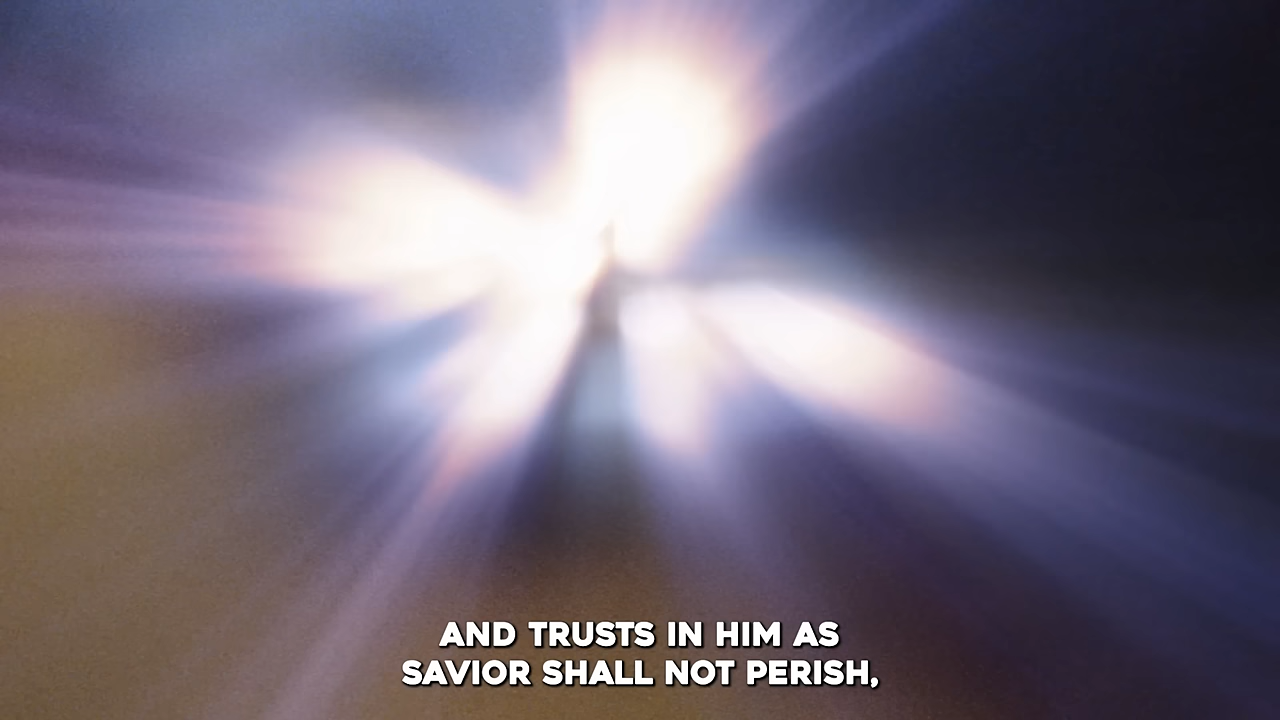 AND TRUSTS IN HIM AS
SAVIOR SHALL NOT PERISH,